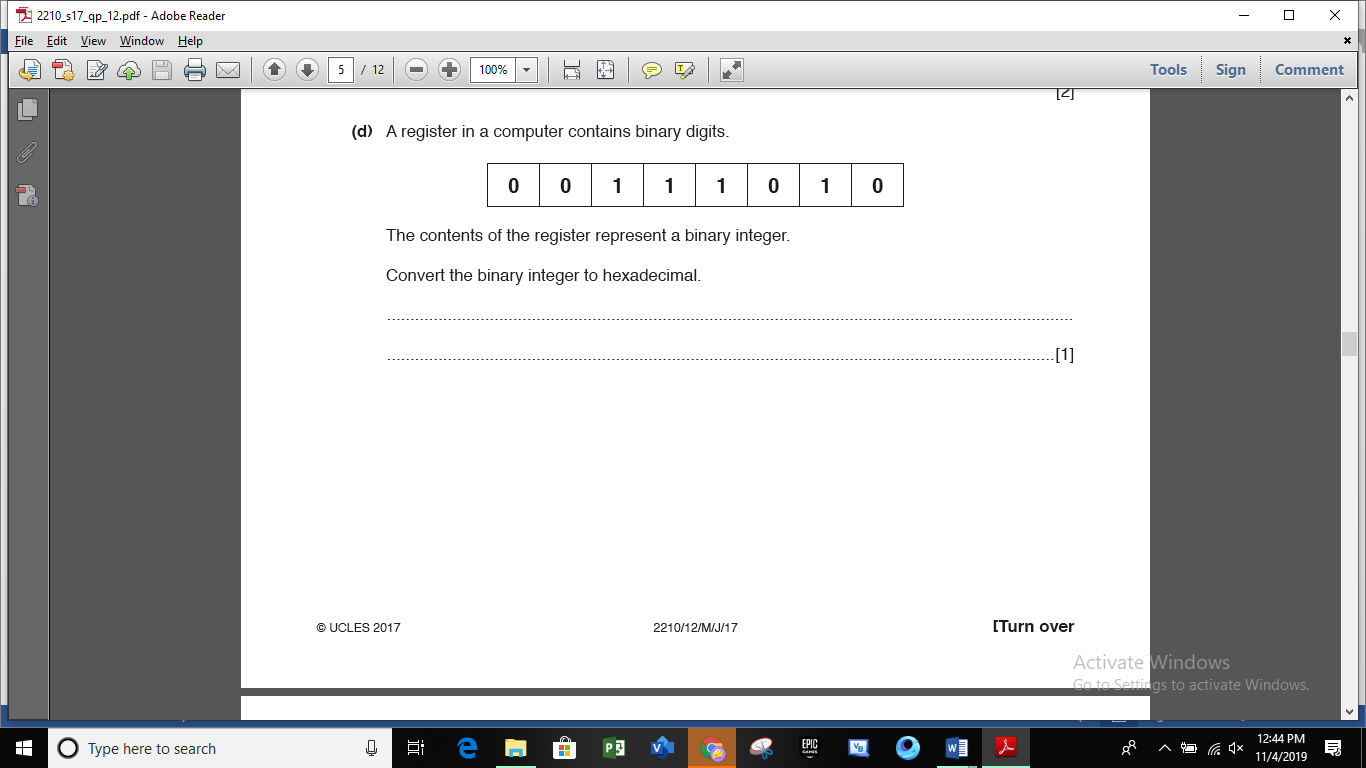 2210_s17_qp_12.pdf - Adobe Reader
File Edit View Window Help
5 / 12 100% Tools Sign Comment
[2]
(d) A register in a computer contains binary digits.
0 0 1 1 1 0 1 0
The contents of the register represent a binary integer.
Convert the binary integer to hexadecimal.
[1]
© UCLES 2017 2210/12/M/J/17 [Turn over
Activate Windows
Go to Settings to activate Windows.
Type here to search
12:44 PM
11/4/2019